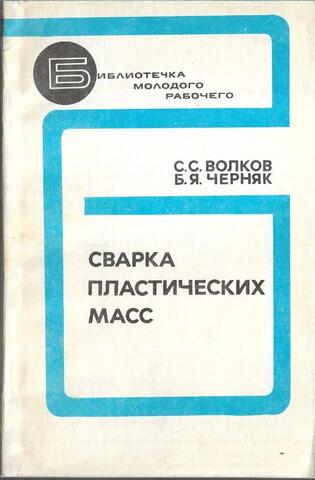 БИБЛИОТЕЧКА
МОЛОДОГО
РАБОЧЕГО
С.С. ВОЛКОВ
Б.Я. ЧЕРНЯК
СВАРКА
ПЛАСТИЧЕСКИХ
МАСС